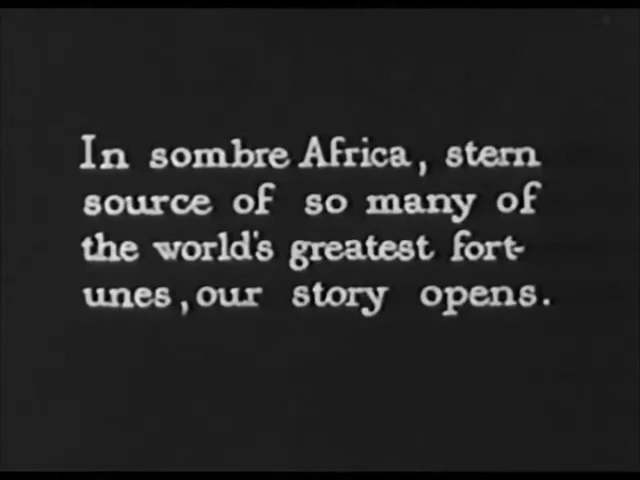 In sombre Africa, stern
source of so many of
the world's greatest fort-
unes, our story opens.